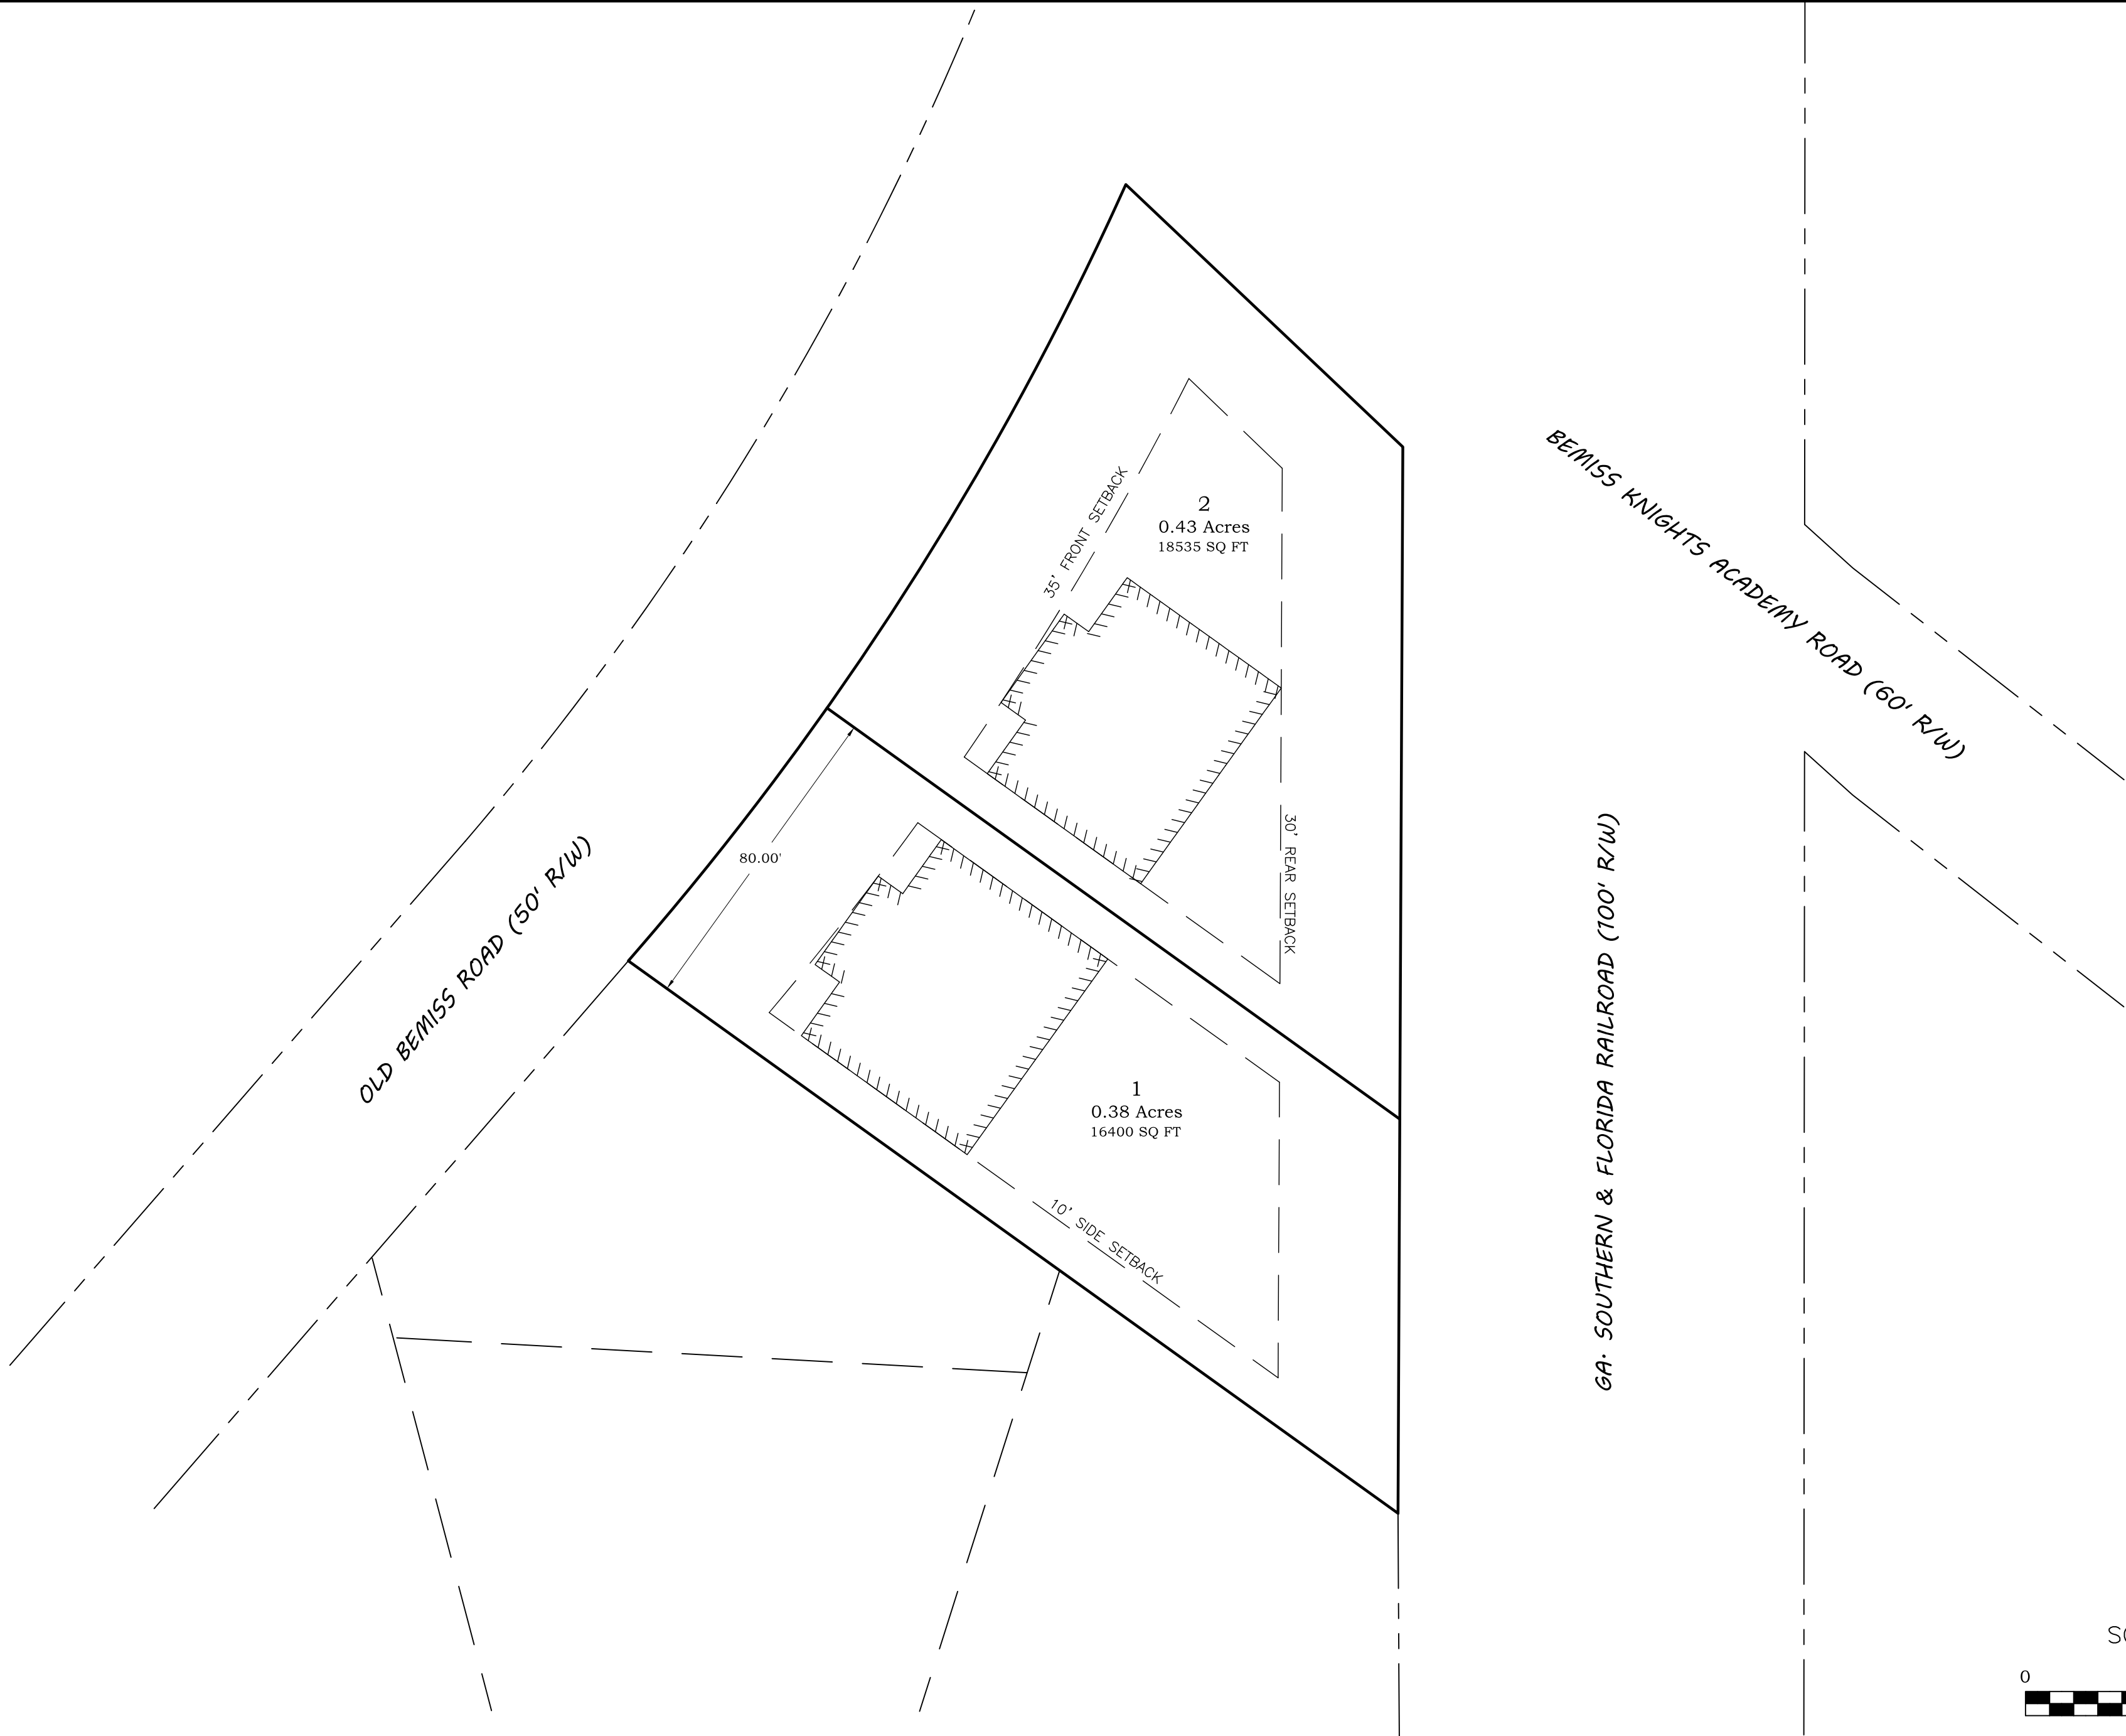 35' FRONT SETBACK
2
0.43 Acres
18535 SQ FT
BEMISS KNIGHTS ACADEMY ROAD (60' R/W)
80.00'
OLD BEMISS ROAD (50' R/W)
30' REAR SETBACK
GA. SOUTHERN & FLORIDA RAILROAD (100' R/W)
1
0.38 Acres
16400 SQ FT
10' SIDE SETBACK
0